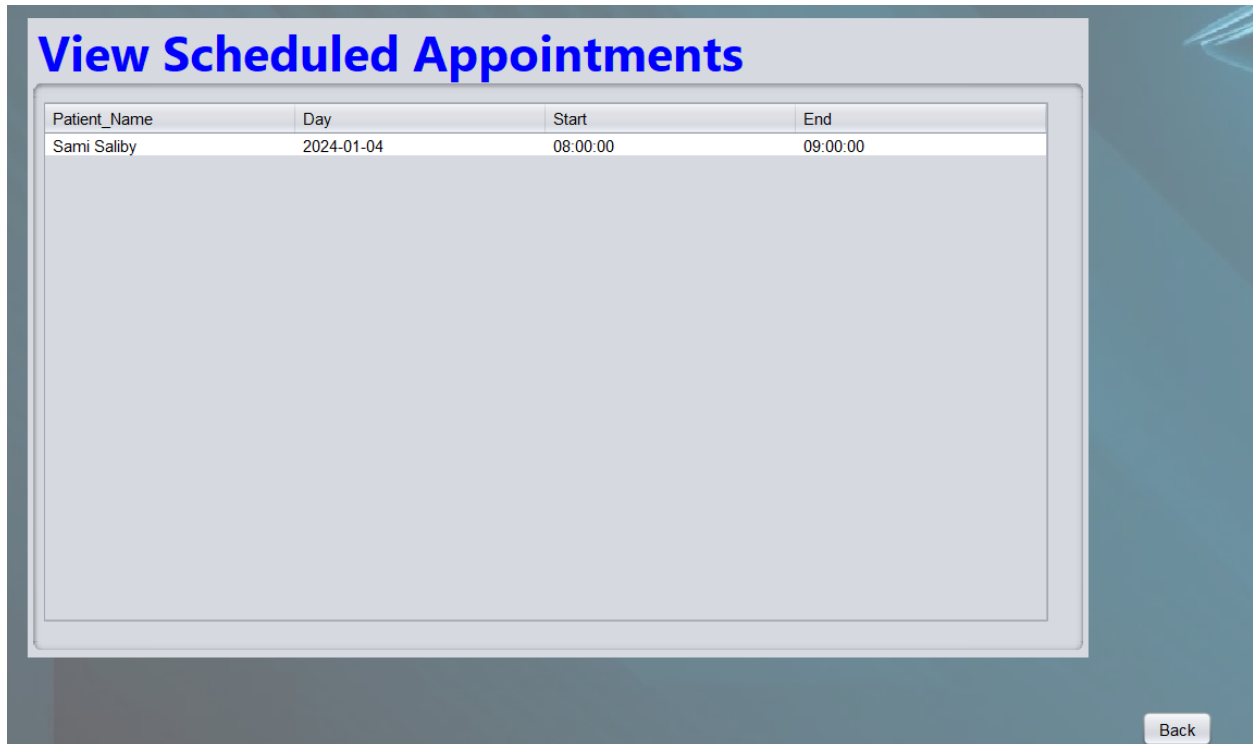 View Scheduled Appointments
Patient_Name Day Start End
Sami Saliby 2024-01-04 08:00:00 09:00:00
Back